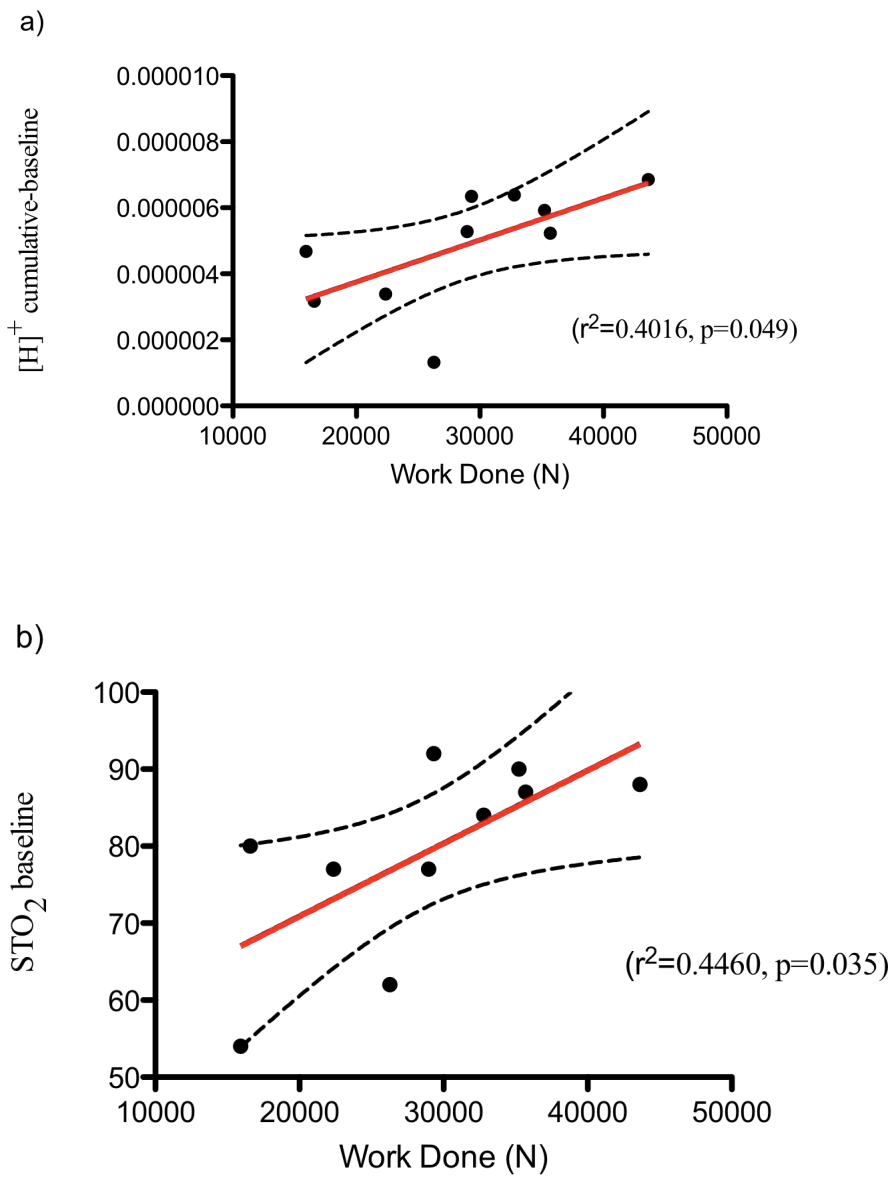 a)
0.000010
0.000008
0.000006
0.000004
0.000002
0.000000
[H]+ cumulative-baseline
(r2=0.4016, p=0.049)
10000 20000 30000 40000 50000
Work Done (N)
b)
100
90
80
70
60
50
STO2 baseline
(r2=0.4460, p=0.035)
10000 20000 30000 40000 50000
Work Done (N)